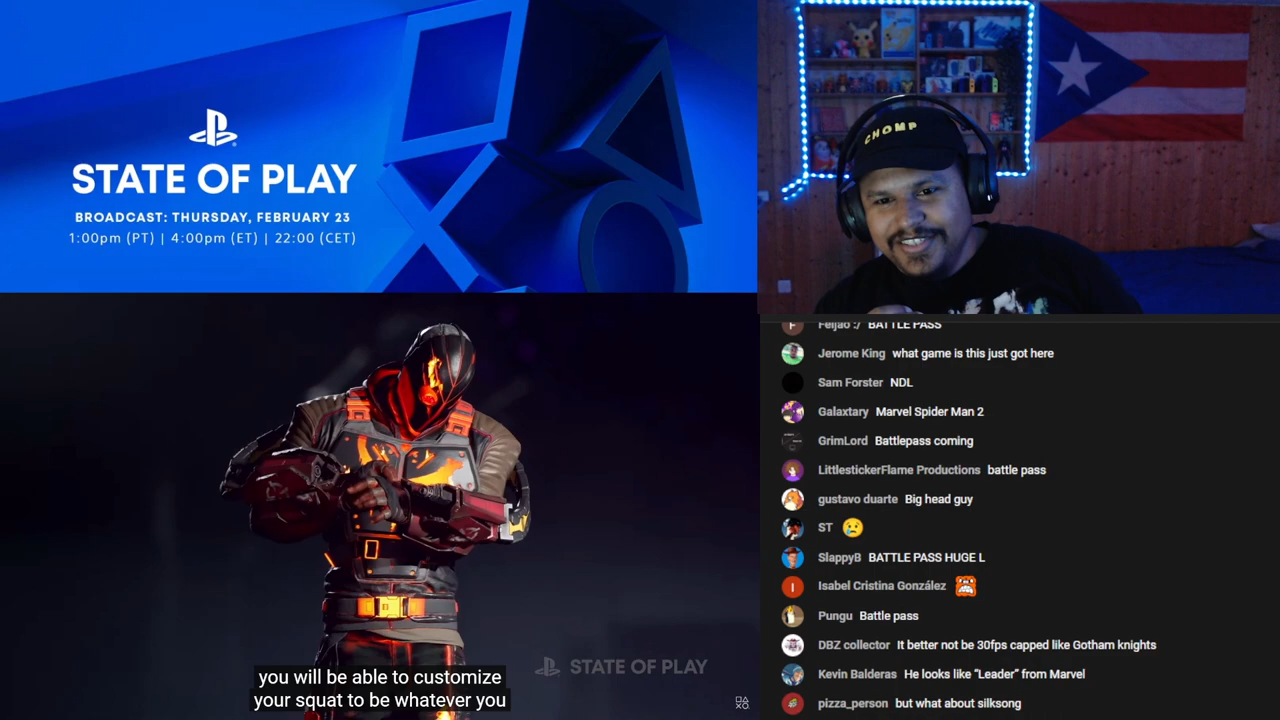 STATE OF PLAY
BROADCAST: THURSDAY, FEBRUARY 23
1:00pm (PT) | 4:00pm (ET) | 22:00 (CET)
CHOMP
you will be able to customize
your squat to be whatever you
STATE OF PLAY
F Feijao :/ BATTLE PASS
Jerome King what game is this just got here
Sam Forster NDL
Galaxtary Marvel Spider Man 2
GrimLord Battlepass coming
LittlestickerFlame Productions battle pass
gustavo duarte Big head guy
ST 😢
SlappyB BATTLE PASS HUGE L
I Isabel Cristina González
Pungu Battle pass
DBZ collector It better not be 30fps capped like Gotham knights
Kevin Balderas He looks like “Leader” from Marvel
pizza_person but what about silksong